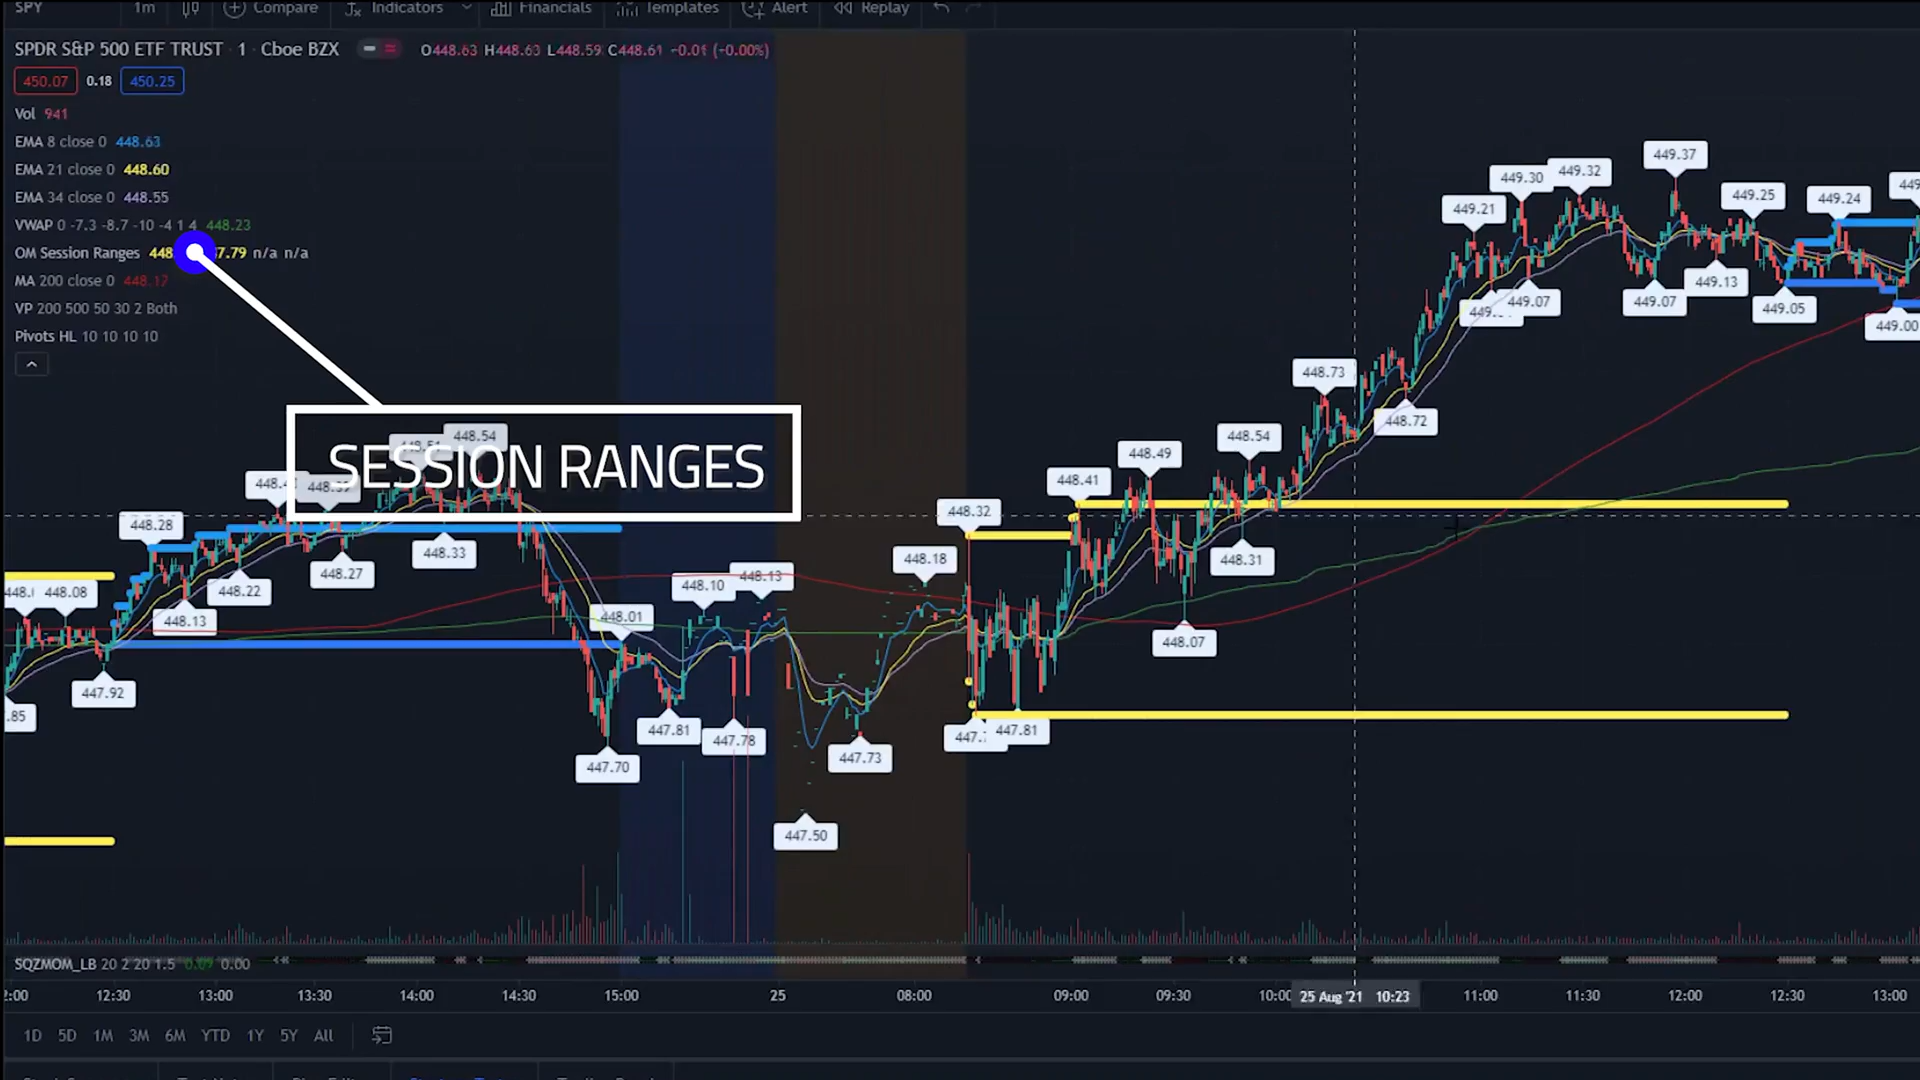 SPY 1m Compare Indicators Financials Templates Alert Replay
SPDR S&P 500 ETF TRUST · 1 · Cboe BZX O448.63 H448.63 L448.59 C448.61 −0.01 (−0.00%)
450.07 0.18 450.25
Vol 941
EMA 8 close 0 448.63
EMA 21 close 0 448.60
EMA 34 close 0 448.55
VWAP 0 -7.3 -8.7 -10 -4 1 4 448.23
OM Session Ranges n/a n/a
MA 200 close 0 448.17
VP 200 500 50 30 2 Both
Pivots HL 10 10 10 10
SESSION RANGES
449.37
449.30 449.32
449.25 449.24
449.21
449.07 449.07 449.13 449.05 449.00
448.73
448.72
448.54 448.54
448.49
448.41
448.32
448.28
448.33
448.31
448.27
448.22
448.18
448.13
448.10 448.13
448.08
448.07
448.01
447.92
447.81 447.78 447.73 447.81
447.70
447.50
SQZMOM_LB 20 2 20 1.5 0.09 0.00
12:30 13:00 13:30 14:00 14:30 15:00 25 08:00 09:00 09:30 10:00 25 Aug '21 10:23 11:00 11:30 12:00 12:30 13:00
1D 5D 1M 3M 6M YTD 1Y 5Y All